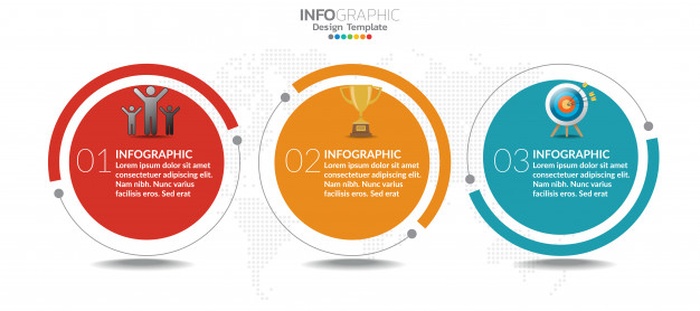 INFOGRAPHIC
Design Template
01
INFOGRAPHIC
Lorem ipsum dolor sit amet
consectetuer adipiscing elit.
Nam nibh. Nunc varius
facilisis eros. Sed erat
02
INFOGRAPHIC
Lorem ipsum dolor sit amet
consectetuer adipiscing elit.
Nam nibh. Nunc varius
facilisis eros. Sed erat
03
INFOGRAPHIC
Lorem ipsum dolor sit amet
consectetuer adipiscing elit.
Nam nibh. Nunc varius
facilisis eros. Sed erat